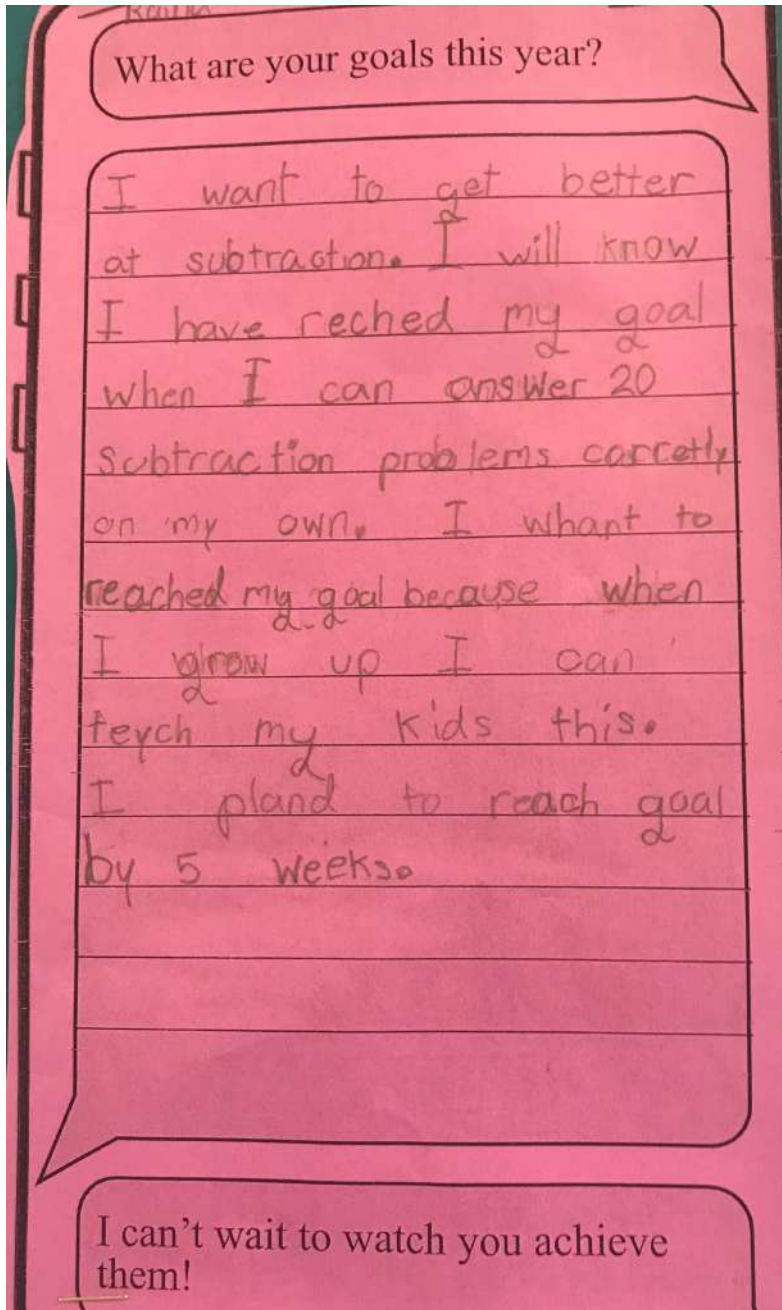 What are your goals this year?
I want to get better
at subtraction. I will know
I have reched my goal
when I can answer 20
subtraction problems corretly
on my own. I whant to
reached my goal because when
I grow up I can
teych my kids this.
I pland to reach goal
by 5 weeks.
I can't wait to watch you achieve
them!